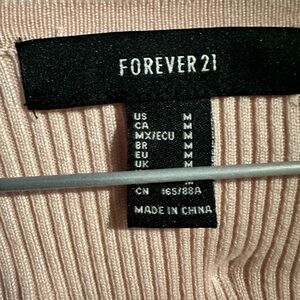 FOREVER 21
US M
CA M
MX/ECU M
BR M
EU M
UK M
CN 165/88A
MADE IN CHINA